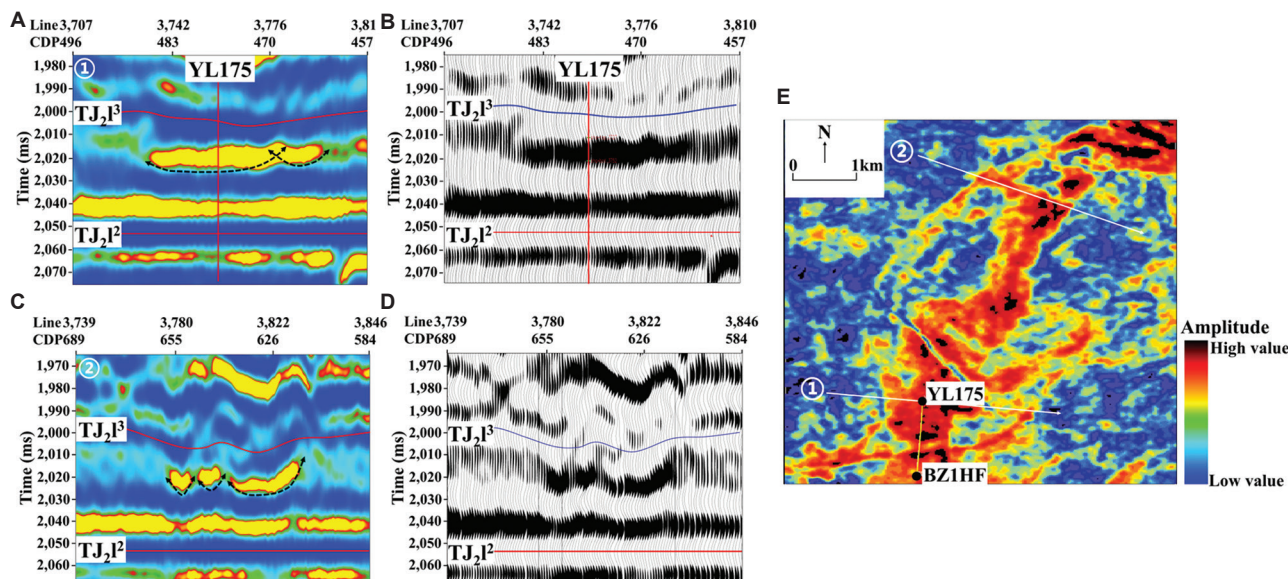 A
Line 3,707 3,742 3,776 3,81
CDP496 483 470 457
①
YL175
1,980
1,990
TJ₂l³
2,000
2,010
2,020
2,030
2,040
2,050
TJ₂l²
2,060
2,070
Time (ms)
B
Line 3,707 3,742 3,776 3,810
CDP496 483 470 457
YL175
1,980
1,990
TJ₂l³
2,000
2,010
2,020
2,030
2,040
2,050
TJ₂l²
2,060
2,070
Time (ms)
C
Line 3,739 3,780 3,822 3,846
CDP689 655 626 584
②
1,970
1,980
1,990
2,000
TJ₂l³
2,010
2,020
2,030
2,040
2,050
TJ₂l²
2,060
Time (ms)
D
Line 3,739 3,780 3,822 3,846
CDP689 655 626 584
1,970
1,980
1,990
2,000
TJ₂l³
2,010
2,020
2,030
2,040
2,050
TJ₂l²
2,060
Time (ms)
E
N
0 1km
②
①
YL175
BZ1HF
Amplitude
High value
Low value